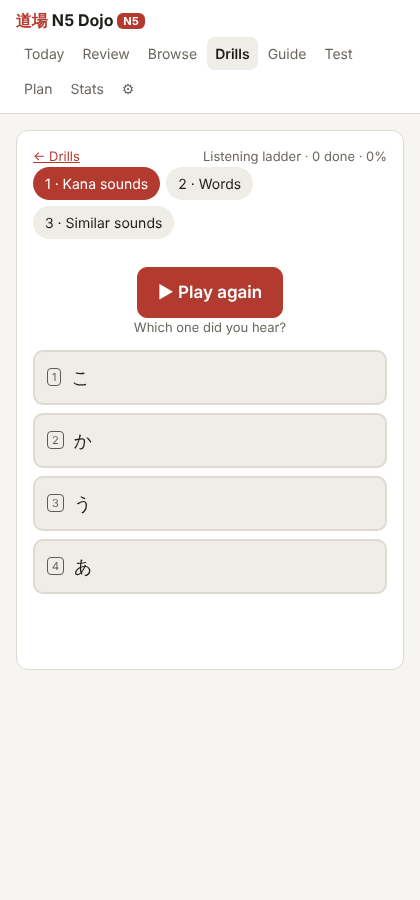 道場 N5 Dojo N5
Today Review Browse Drills Guide Test
Plan Stats ⚙
← Drills Listening ladder · 0 done · 0%
1 · Kana sounds 2 · Words
3 · Similar sounds
▶ Play again
Which one did you hear?
1 こ
2 か
3 う
4 あ